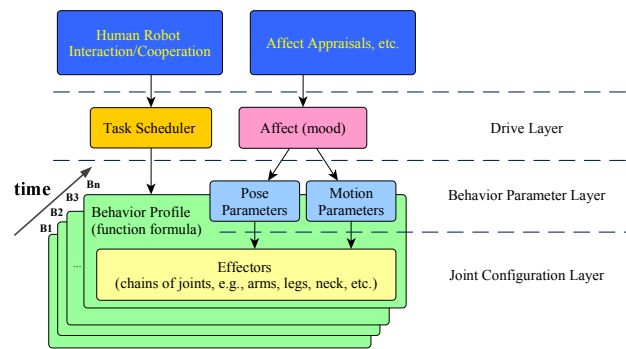 Human Robot
Interaction/Cooperation
Affect Appraisals, etc.
Task Scheduler
Affect (mood)
Drive Layer
time
Bn
B3
B2
B1
Behavior Profile
(function formula)
Pose
Parameters
Motion
Parameters
Behavior Parameter Layer
...
Effectors
(chains of joints, e.g., arms, legs, neck, etc.)
Joint Configuration Layer